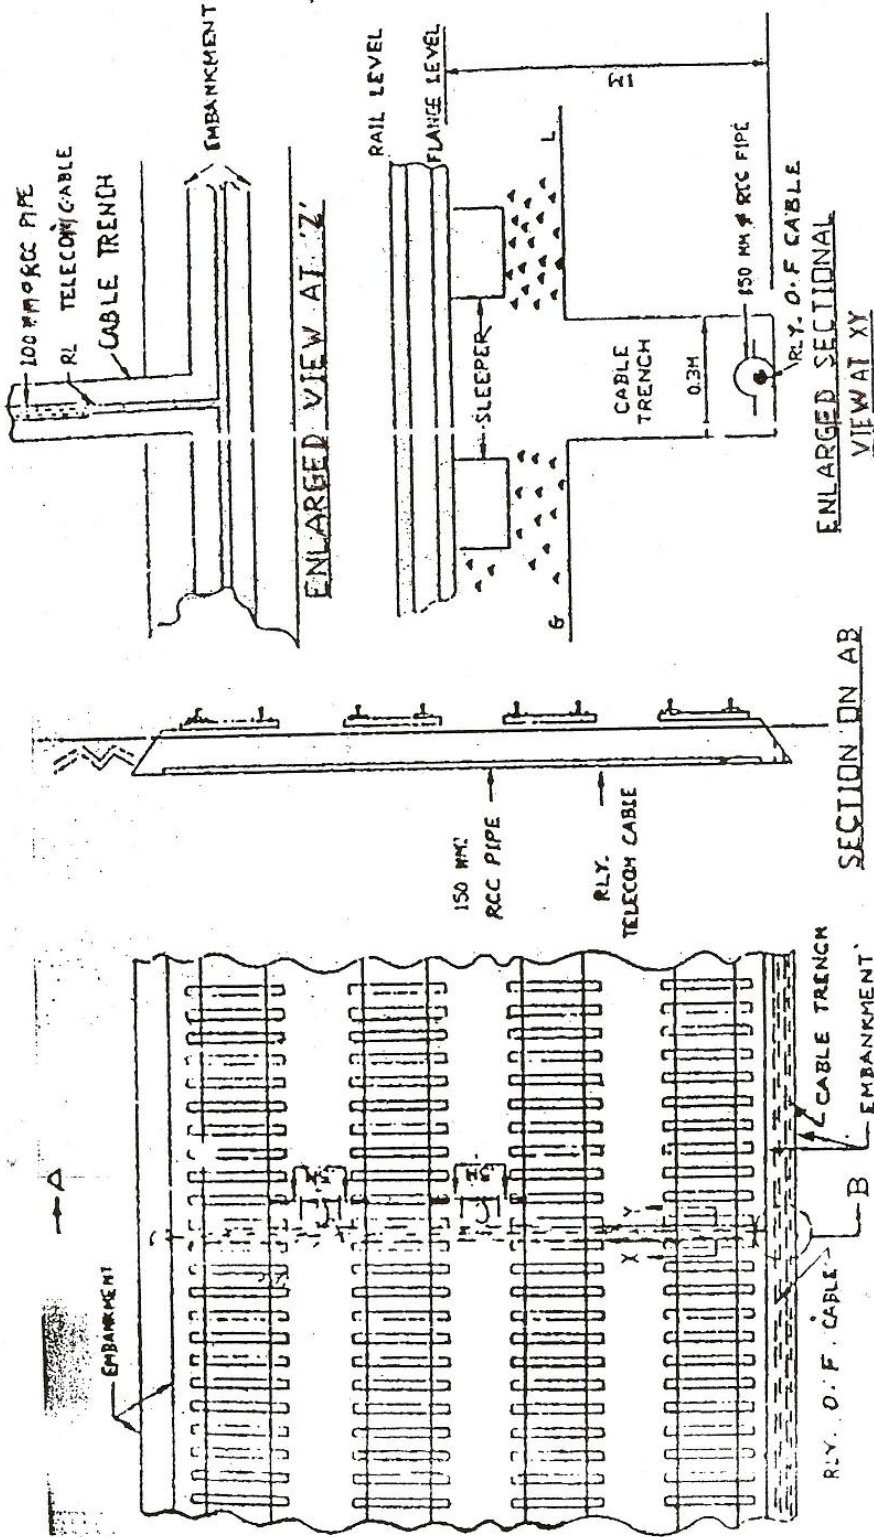 A
EMBANKMENT
X
Y
RLY. O.F. CABLE
B
CABLE TRENCH
EMBANKMENT
150 MM
RCC PIPE
RLY.
TELECOM CABLE
SECTION ON AB
100 MM Φ RCC PIPE
RL TELECOM CABLE
CABLE TRENCH
EMBANKMENT
ENLARGED VIEW AT 'Z'
RAIL LEVEL
FLANGE LEVEL
SLEEPER
G
L
CABLE
TRENCH
0.3M
150 MM Φ RCC PIPE
RLY. O.F CABLE
ENLARGED SECTIONAL
VIEW AT XY